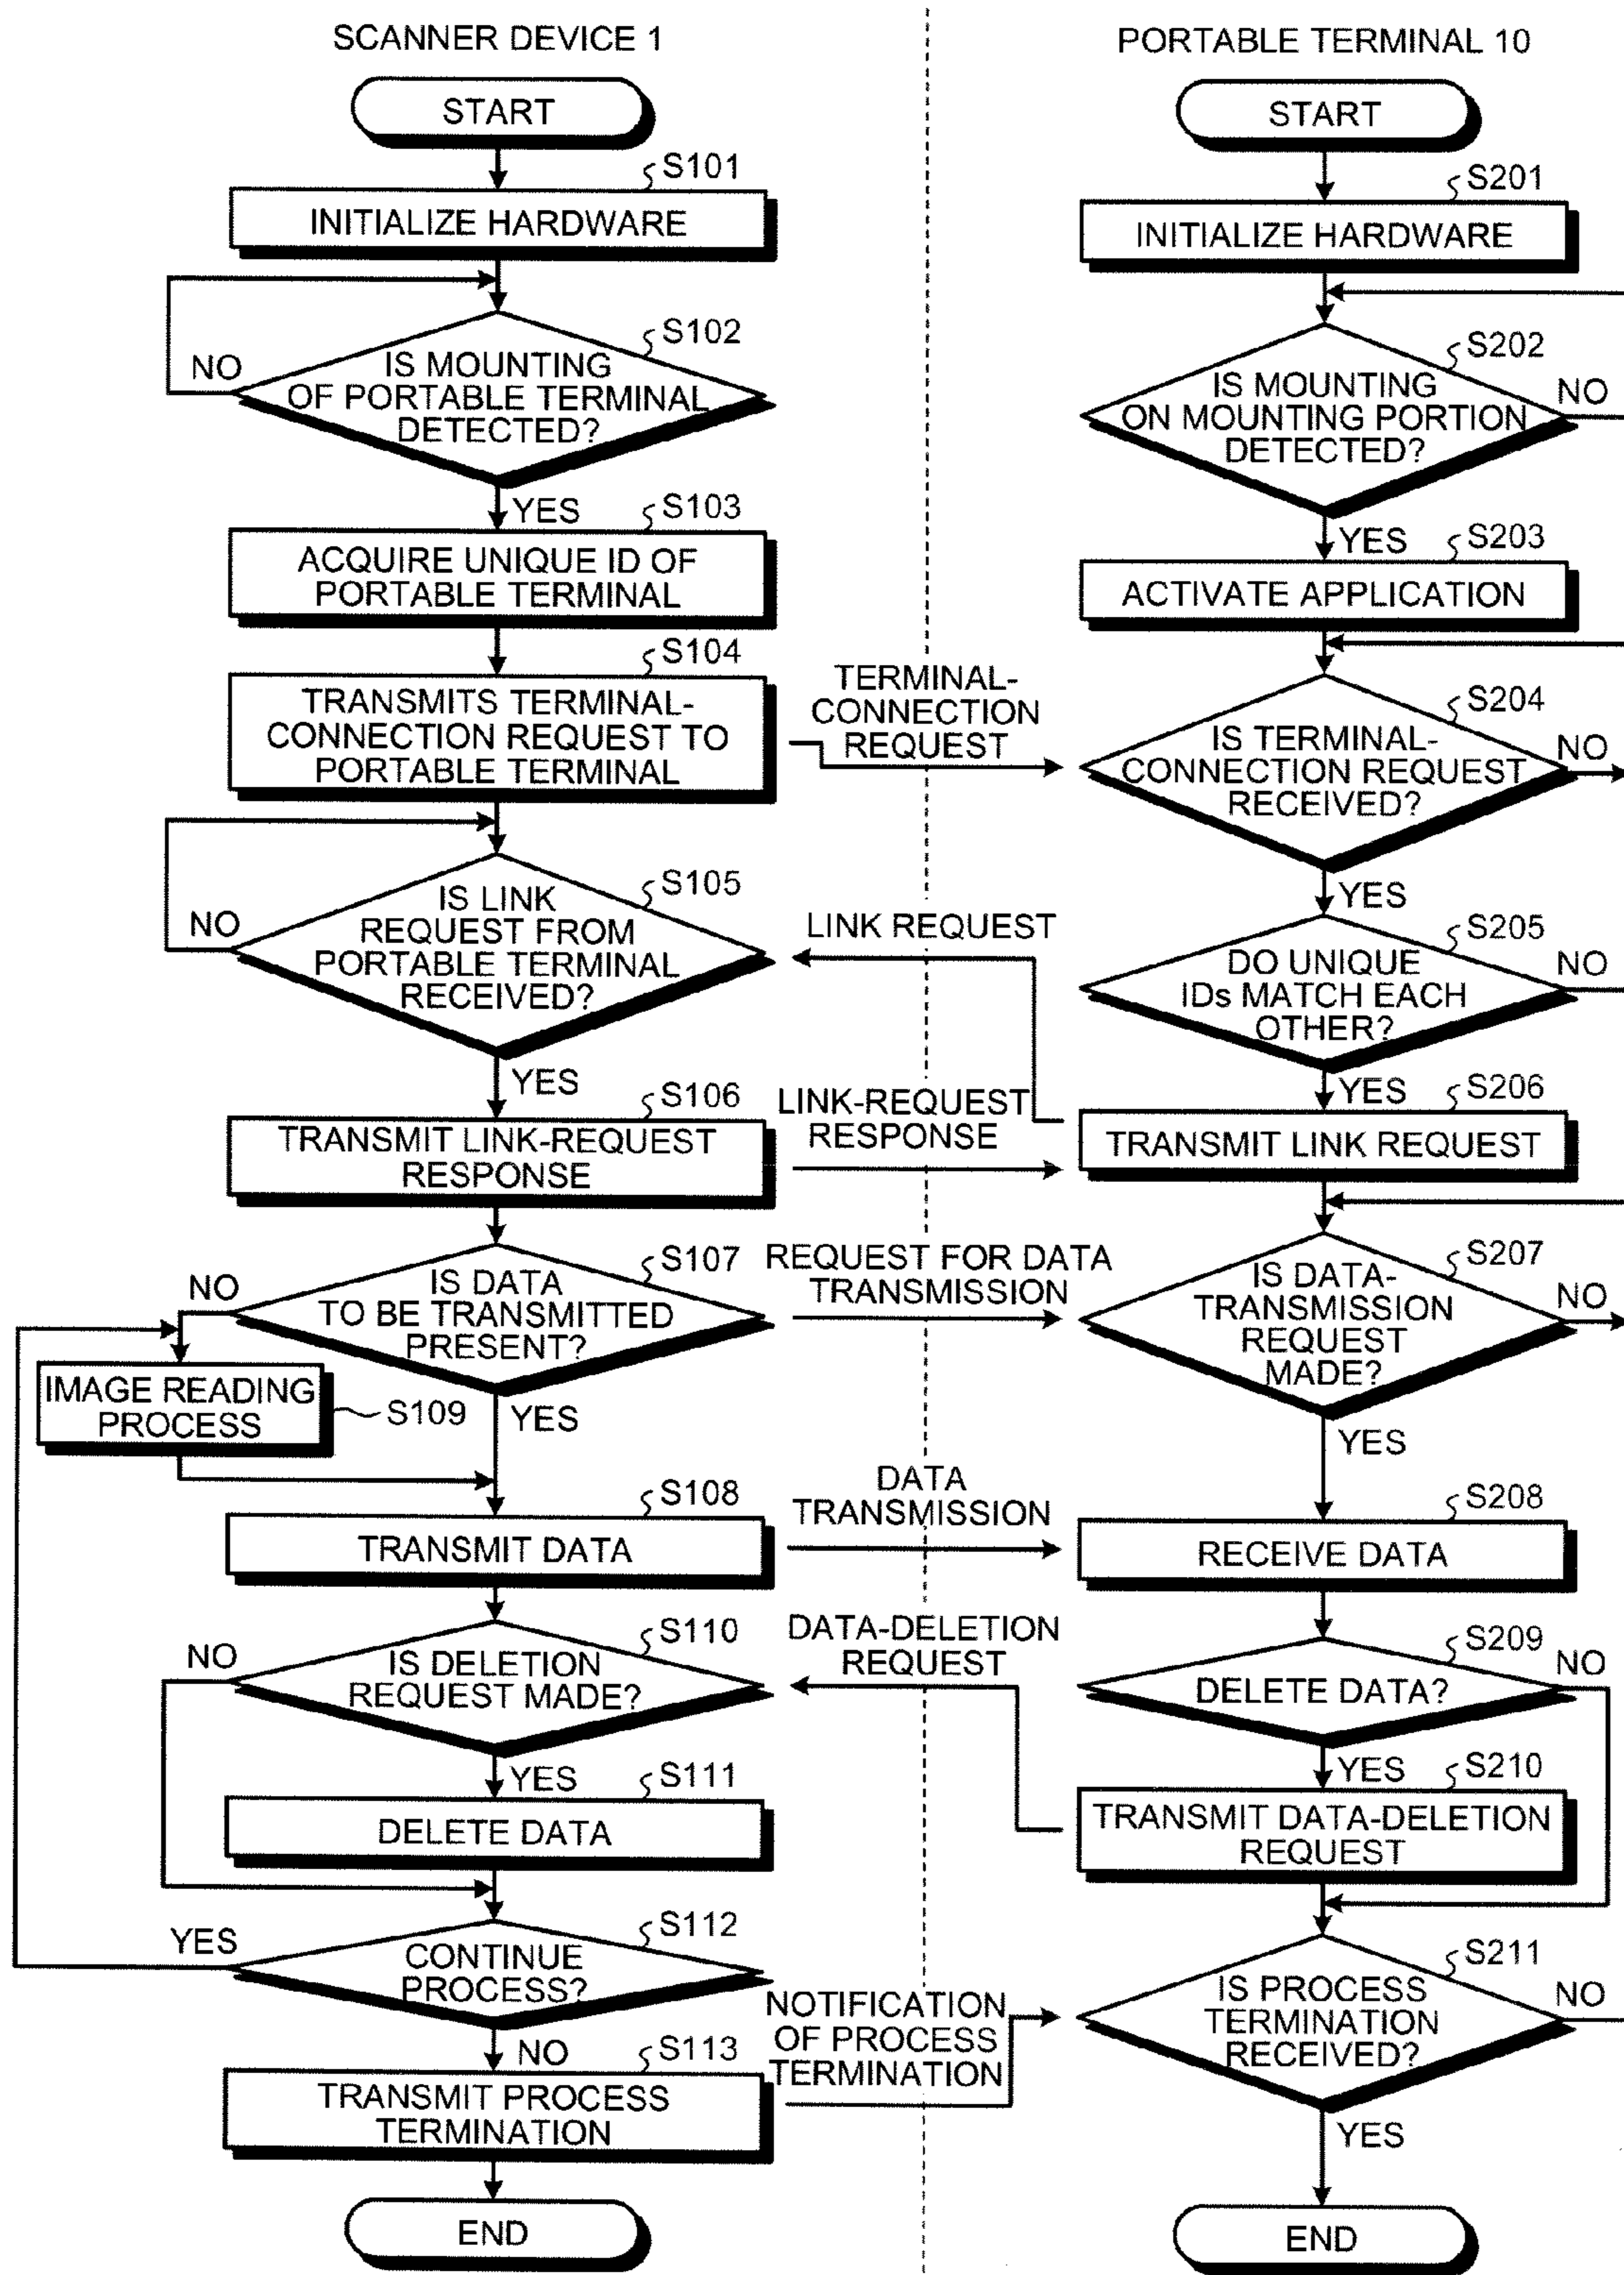 SCANNER DEVICE 1
START
S101
INITIALIZE HARDWARE
S102
IS MOUNTING
OF PORTABLE TERMINAL
DETECTED?
NO
YES
S103
ACQUIRE UNIQUE ID OF
PORTABLE TERMINAL
S104
TRANSMITS TERMINAL-
CONNECTION REQUEST TO
PORTABLE TERMINAL
S105
IS LINK
REQUEST FROM
PORTABLE TERMINAL
RECEIVED?
NO
YES
S106
TRANSMIT LINK-REQUEST
RESPONSE
S107
IS DATA
TO BE TRANSMITTED
PRESENT?
NO
YES
IMAGE READING
PROCESS
S109
S108
TRANSMIT DATA
S110
IS DELETION
REQUEST MADE?
NO
YES
S111
DELETE DATA
S112
CONTINUE
PROCESS?
YES
NO
S113
TRANSMIT PROCESS
TERMINATION
END
TERMINAL-
CONNECTION
REQUEST
LINK REQUEST
LINK-REQUEST
RESPONSE
REQUEST FOR DATA
TRANSMISSION
DATA
TRANSMISSION
DATA-DELETION
REQUEST
NOTIFICATION
OF PROCESS
TERMINATION
PORTABLE TERMINAL 10
START
S201
INITIALIZE HARDWARE
S202
IS MOUNTING
ON MOUNTING PORTION
DETECTED?
NO
YES
S203
ACTIVATE APPLICATION
S204
IS TERMINAL-
CONNECTION REQUEST
RECEIVED?
NO
YES
S205
DO UNIQUE
IDs MATCH EACH
OTHER?
NO
YES
S206
TRANSMIT LINK REQUEST
S207
IS DATA-
TRANSMISSION
REQUEST
MADE?
NO
YES
S208
RECEIVE DATA
S209
DELETE DATA?
NO
YES
S210
TRANSMIT DATA-DELETION
REQUEST
S211
IS PROCESS
TERMINATION
RECEIVED?
NO
YES
END